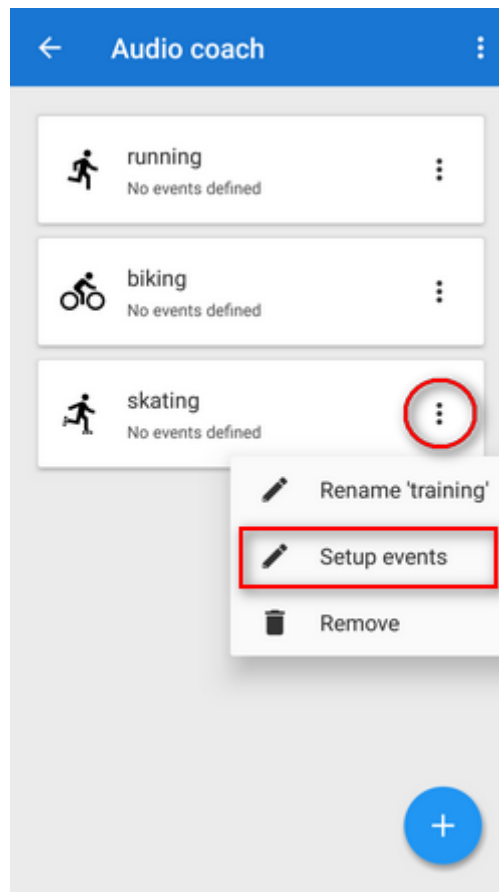 Audio coach
running
No events defined
biking
No events defined
skating
No events defined
Rename 'training'
Setup events
Remove